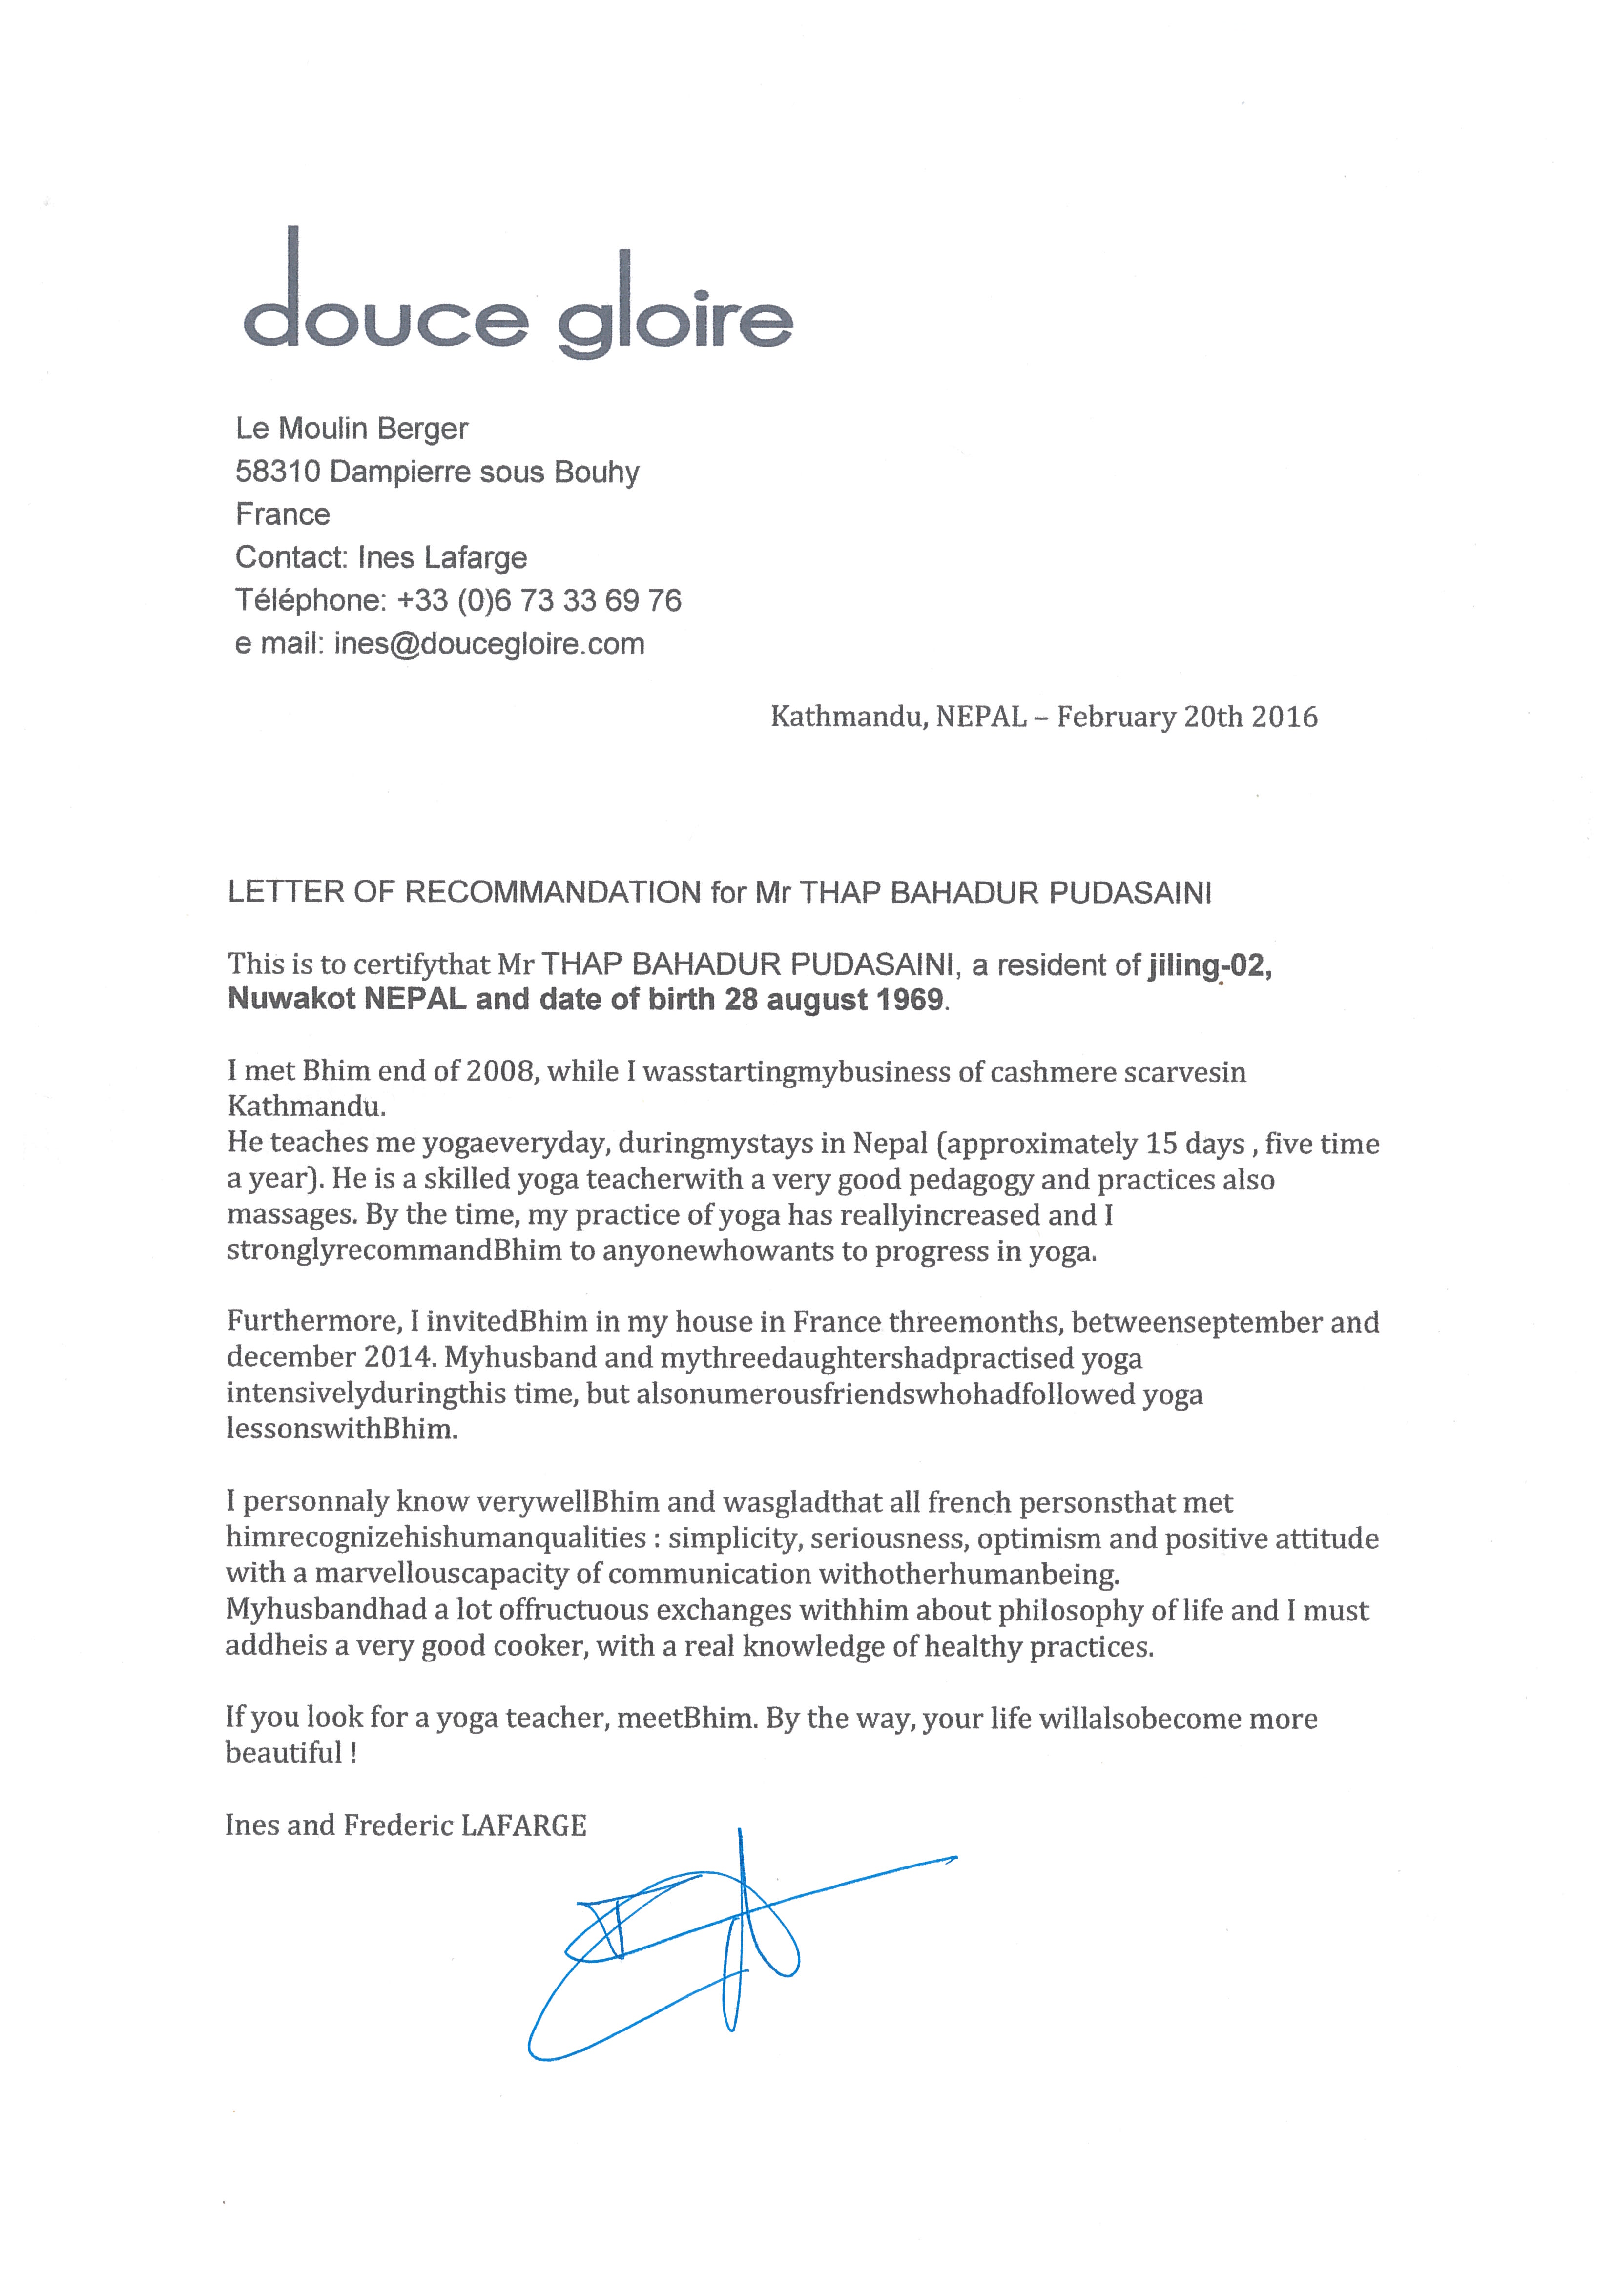 douce gloire
Le Moulin Berger
58310 Dampierre sous Bouhy
France
Contact: Ines Lafarge
Téléphone: +33 (0)6 73 33 69 76
e mail: ines@doucegloire.com
Kathmandu, NEPAL – February 20th 2016
LETTER OF RECOMMANDATION for Mr THAP BAHADUR PUDASAINI
This is to certifythat Mr THAP BAHADUR PUDASAINI, a resident of jiling-02,
Nuwakot NEPAL and date of birth 28 august 1969.
I met Bhim end of 2008, while I wasstartingmybusiness of cashmere scarvesin
Kathmandu.
He teaches me yogaeveryday, duringmystays in Nepal (approximately 15 days , five time
a year). He is a skilled yoga teacherwith a very good pedagogy and practices also
massages. By the time, my practice of yoga has reallyincreased and I
stronglyrecommandBhim to anyonewhowants to progress in yoga.
Furthermore, I invitedBhim in my house in France threemonths, betweenseptember and
december 2014. Myhusband and mythreedaughtershadpractised yoga
intensivelyduringthis time, but alsonumerousfriendswhohadfollowed yoga
lessonswithBhim.
I personnaly know verywellBhim and wasgladthat all french personsthat met
himrecognizehishumanqualities : simplicity, seriousness, optimism and positive attitude
with a marvellouscapacity of communication withotherhumanbeing.
Myhusbandhad a lot offructuous exchanges withhim about philosophy of life and I must
addheis a very good cooker, with a real knowledge of healthy practices.
If you look for a yoga teacher, meetBhim. By the way, your life willalsobecome more
beautiful !
Ines and Frederic LAFARGE